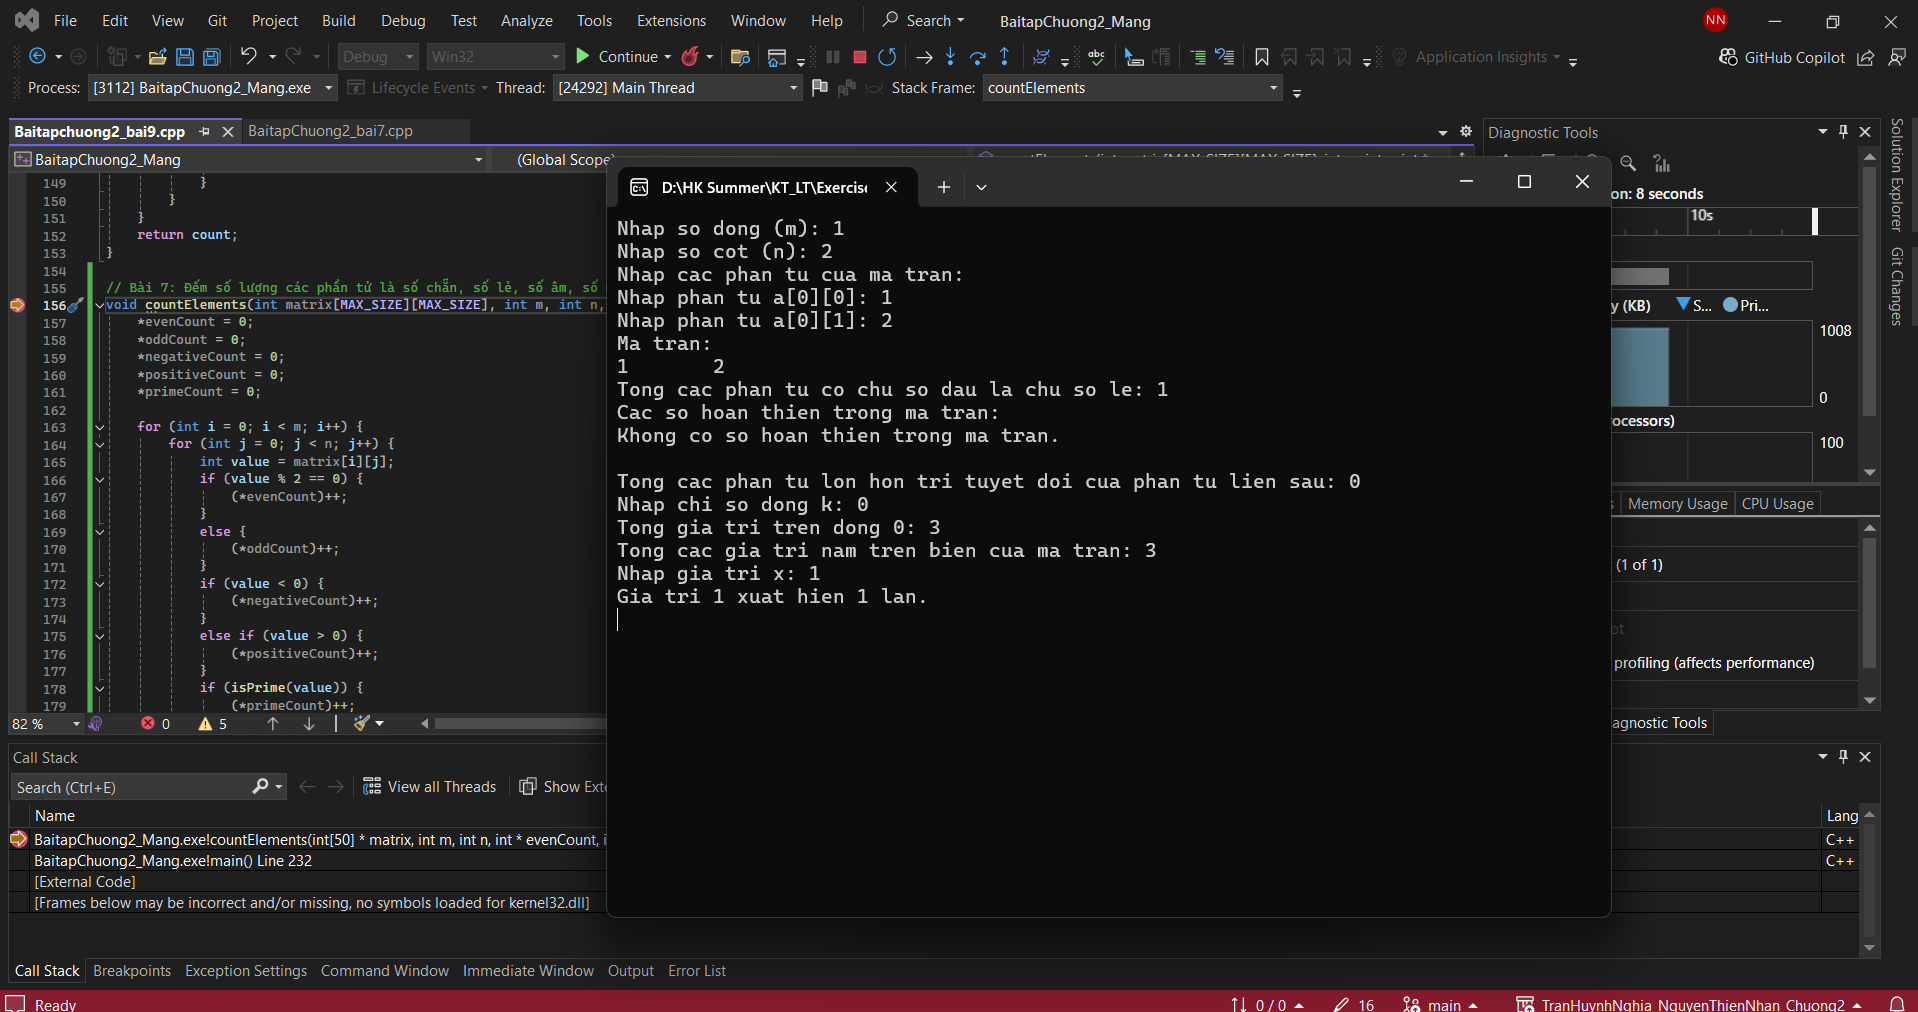 File Edit View Git Project Build Debug Test Analyze Tools Extensions Window Help Search BaitapChuong2_Mang NN
Debug Win32 Continue Application Insights GitHub Copilot
Process: [3112] BaitapChuong2_Mang.exe Lifecycle Events Thread: [24292] Main Thread Stack Frame: countElements
Baitapchuong2_bai9.cpp BaitapChuong2_bai7.cpp
BaitapChuong2_Mang (Global Scope)
149 }
150 }
151 }
152 return count;
153 }
154
155 // Bài 7: Đếm số lượng các phần tử là số chẵn, số lẻ, số âm, số
156 void countElements(int matrix[MAX_SIZE][MAX_SIZE], int m, int n,
157 *evenCount = 0;
158 *oddCount = 0;
159 *negativeCount = 0;
160 *positiveCount = 0;
161 *primeCount = 0;
162
163 for (int i = 0; i < m; i++) {
164 for (int j = 0; j < n; j++) {
165 int value = matrix[i][j];
166 if (value % 2 == 0) {
167 (*evenCount)++;
168 }
169 else {
170 (*oddCount)++;
171 }
172 if (value < 0) {
173 (*negativeCount)++;
174 }
175 else if (value > 0) {
176 (*positiveCount)++;
177 }
178 if (isPrime(value)) {
179 (*primeCount)++;
82 % 0 5
D:\HK Summer\KT_LT\Exercise
Nhap so dong (m): 1
Nhap so cot (n): 2
Nhap cac phan tu cua ma tran:
Nhap phan tu a[0][0]: 1
Nhap phan tu a[0][1]: 2
Ma tran:
1 2
Tong cac phan tu co chu so dau la chu so le: 1
Cac so hoan thien trong ma tran:
Khong co so hoan thien trong ma tran.
Tong cac phan tu lon hon tri tuyet doi cua phan tu lien sau: 0
Nhap chi so dong k: 0
Tong gia tri tren dong 0: 3
Tong cac gia tri nam tren bien cua ma tran: 3
Nhap gia tri x: 1
Gia tri 1 xuat hien 1 lan.
Diagnostic Tools
on: 8 seconds
10s
y (KB) S... Pri...
1008
0
ocessors)
100
Memory Usage CPU Usage
(1 of 1)
ot
profiling (affects performance)
agnostic Tools
Solution Explorer
Git Changes
Call Stack
Search (Ctrl+E) View all Threads Show Exte
Name Lang
BaitapChuong2_Mang.exe!countElements(int[50] * matrix, int m, int n, int * evenCount, i C++
BaitapChuong2_Mang.exe!main() Line 232 C++
[External Code]
[Frames below may be incorrect and/or missing, no symbols loaded for kernel32.dll]
Call Stack Breakpoints Exception Settings Command Window Immediate Window Output Error List
Ready 0 / 0 16 main TranHuynhNghia_NguyenThienNhan_Chuong2